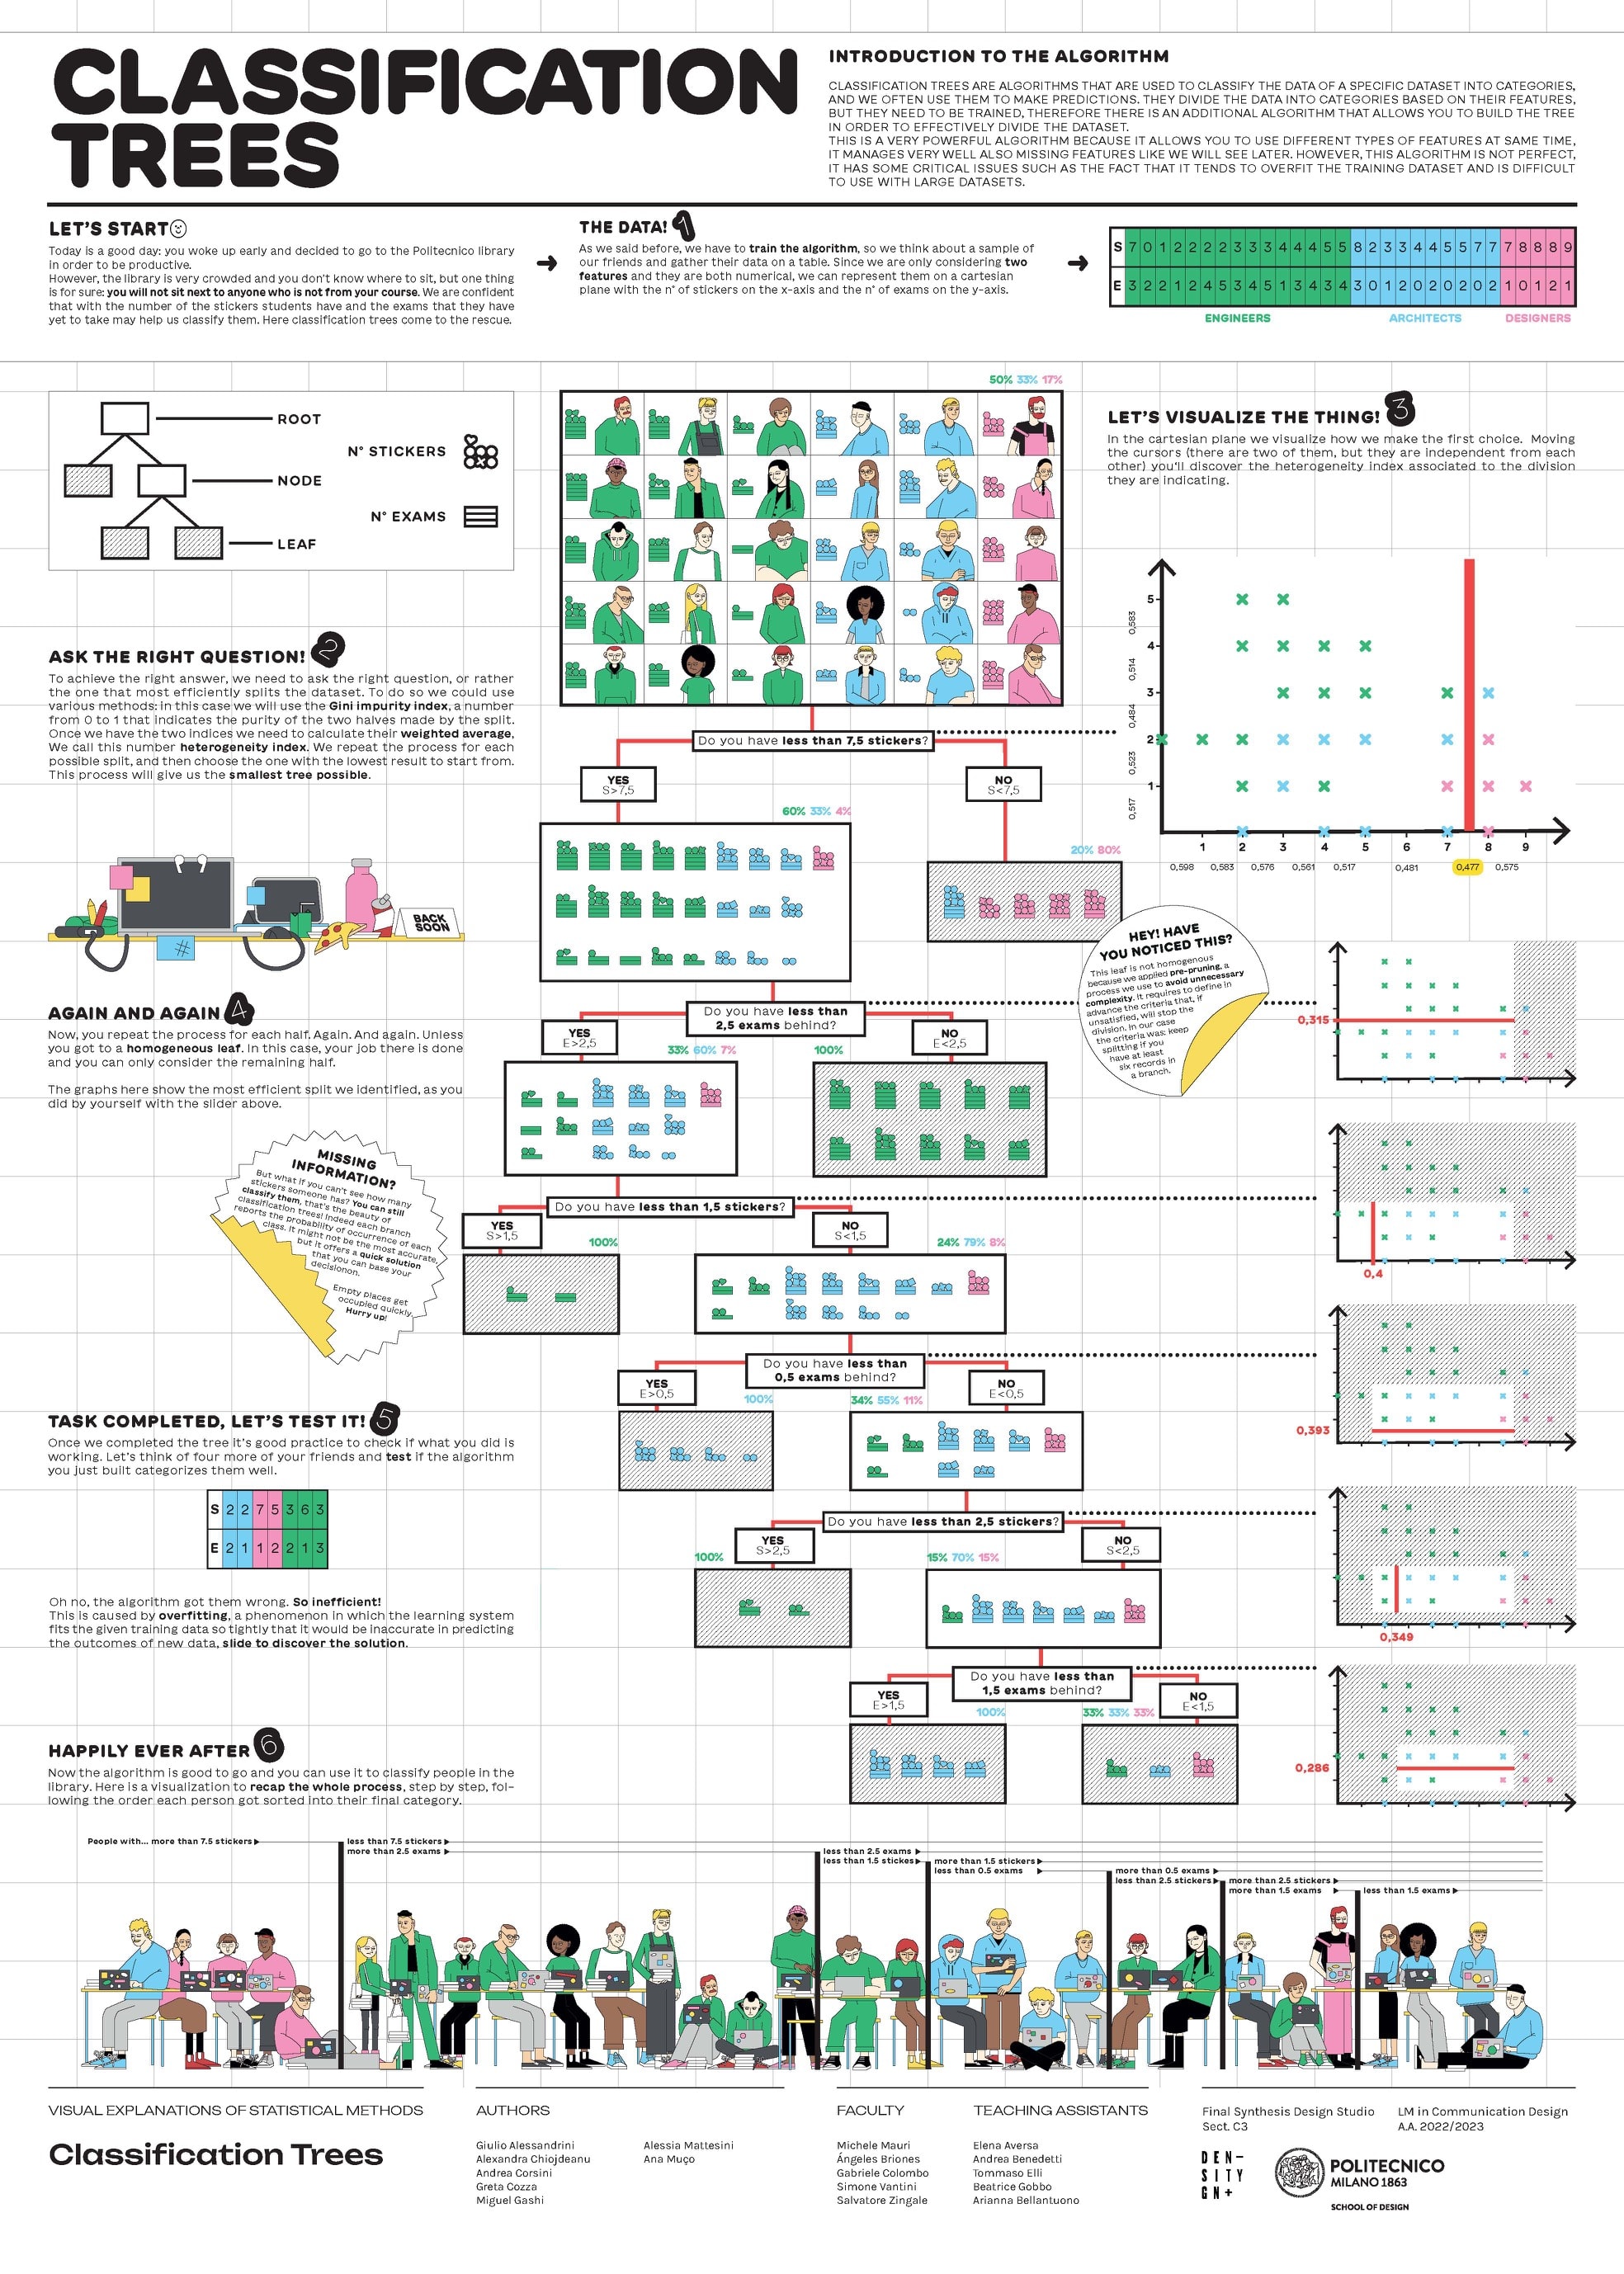 CLASSIFICATION
TREES
INTRODUCTION TO THE ALGORITHM
CLASSIFICATION TREES ARE ALGORITHMS THAT ARE USED TO CLASSIFY THE DATA OF A SPECIFIC DATASET INTO CATEGORIES,
AND WE OFTEN USE THEM TO MAKE PREDICTIONS. THEY DIVIDE THE DATA INTO CATEGORIES BASED ON THEIR FEATURES,
BUT THEY NEED TO BE TRAINED, THEREFORE THERE IS AN ADDITIONAL ALGORITHM THAT ALLOWS YOU TO BUILD THE TREE
IN ORDER TO EFFECTIVELY DIVIDE THE DATASET.
THIS IS A VERY POWERFUL ALGORITHM BECAUSE IT ALLOWS YOU TO USE DIFFERENT TYPES OF FEATURES AT SAME TIME,
IT MANAGES VERY WELL ALSO MISSING FEATURES LIKE WE WILL SEE LATER. HOWEVER, THIS ALGORITHM IS NOT PERFECT,
IT HAS SOME CRITICAL ISSUES SUCH AS THE FACT THAT IT TENDS TO OVERFIT THE TRAINING DATASET AND IS DIFFICULT
TO USE WITH LARGE DATASETS.
LET'S START
Today is a good day: you woke up early and decided to go to the Politecnico library
in order to be productive.
However, the library is very crowded and you don't know where to sit, but one thing
is for sure: you will not sit next to anyone who is not from your course. We are confident
that with the number of the stickers students have and the exams that they have
yet to take may help us classify them. Here classification trees come to the rescue.
THE DATA! 1
As we said before, we have to train the algorithm, so we think about a sample of
our friends and gather their data on a table. Since we are only considering two
features and they are both numerical, we can represent them on a cartesian
plane with the n° of stickers on the x-axis and the n° of exams on the y-axis.
S 7 0 1 2 2 2 2 3 3 3 4 4 4 5 5 8 2 3 3 4 4 5 5 7 7 7 8 8 8 9
E 3 2 2 1 2 4 5 3 4 5 1 3 4 3 4 3 0 1 2 0 2 0 2 0 2 1 0 1 2 1
ENGINEERS
ARCHITECTS
DESIGNERS
ROOT
N° STICKERS
NODE
N° EXAMS
LEAF
50% 33% 17%
LET'S VISUALIZE THE THING! 3
In the cartesian plane we visualize how we make the first choice. Moving
the cursors (there are two of them, but they are independent from each
other) you'll discover the heterogeneity index associated to the division
they are indicating.
5
0,583
4
0,514
3
0,484
2
0,523
1
0,517
1 2 3 4 5 6 7 8 9
0,598 0,583 0,576 0,561 0,517 0,481 0,477 0,575
ASK THE RIGHT QUESTION! 2
To achieve the right answer, we need to ask the right question, or rather
the one that most efficiently splits the dataset. To do so we could use
various methods: in this case we will use the Gini impurity index, a number
from 0 to 1 that indicates the purity of the two halves made by the split.
Once we have the two indices we need to calculate their weighted average,
We call this number heterogeneity index. We repeat the process for each
possible split, and then choose the one with the lowest result to start from.
This process will give us the smallest tree possible.
BACK
SOON
Do you have less than 7,5 stickers?
YES
S>7,5
NO
S<7,5
60% 33% 4%
20% 80%
HEY! HAVE
YOU NOTICED THIS?
This leaf is not homogenous
because we applied pre-pruning, a
process we use to avoid unnecessary
complexity. It requires to define in
advance the criteria that, if
unsatisfied, will stop the
division. In our case
the criteria was: keep
splitting if you
have at least
six records in
a branch.
AGAIN AND AGAIN 4
Now, you repeat the process for each half. Again. And again. Unless
you got to a homogeneous leaf. In this case, your job there is done
and you can only consider the remaining half.
The graphs here show the most efficient split we identified, as you
did by yourself with the slider above.
Do you have less than
2,5 exams behind?
YES
E>2,5
NO
E<2,5
33% 60% 7%
100%
0,315
MISSING
INFORMATION?
But what if you can't see how many
stickers someone has? You can still
classify them, that's the beauty of
classification trees! Indeed each branch
reports the probability of occurrence of each
class. It might not be the most accurate,
but it offers a quick solution
that you can base your
decisionon.
Empty places get
occupied quickly.
Hurry up!
Do you have less than 1,5 stickers?
YES
S>1,5
NO
S<1,5
100%
24% 79% 8%
0,4
Do you have less than
0,5 exams behind?
YES
E>0,5
NO
E<0,5
100%
34% 55% 11%
0,393
TASK COMPLETED, LET'S TEST IT! 5
Once we completed the tree it's good practice to check if what you did is
working. Let's think of four more of your friends and test if the algorithm
you just built categorizes them well.
S 2 2 7 5 3 6 3
E 2 1 1 2 2 1 3
Oh no, the algorithm got them wrong. So inefficient!
This is caused by overfitting, a phenomenon in which the learning system
fits the given training data so tightly that it would be inaccurate in predicting
the outcomes of new data, slide to discover the solution.
Do you have less than 2,5 stickers?
YES
S>2,5
NO
S<2,5
100%
15% 70% 15%
0,349
Do you have less than
1,5 exams behind?
YES
E>1,5
NO
E<1,5
100%
33% 33% 33%
0,286
HAPPILY EVER AFTER 6
Now the algorithm is good to go and you can use it to classify people in the
library. Here is a visualization to recap the whole process, step by step, fol-
lowing the order each person got sorted into their final category.
People with... more than 7.5 stickers
less than 7.5 stickers
more than 2.5 exams
less than 2.5 exams
less than 1.5 stickes
more than 1.5 stickers
less than 0.5 exams
more than 0.5 exams
less than 2.5 stickers
more than 2.5 stickers
more than 1.5 exams
less than 1.5 exams
VISUAL EXPLANATIONS OF STATISTICAL METHODS
Classification Trees
AUTHORS
Giulio Alessandrini
Alexandra Chiojdeanu
Andrea Corsini
Greta Cozza
Miguel Gashi
Alessia Mattesini
Ana Muço
FACULTY
Michele Mauri
Ángeles Briones
Gabriele Colombo
Simone Vantini
Salvatore Zingale
TEACHING ASSISTANTS
Elena Aversa
Andrea Benedetti
Tommaso Elli
Beatrice Gobbo
Arianna Bellantuono
Final Synthesis Design Studio
Sect. C3
LM in Communication Design
A.A. 2022/2023
DEN–
SITY
GN+
POLITECNICO
MILANO 1863
SCHOOL OF DESIGN